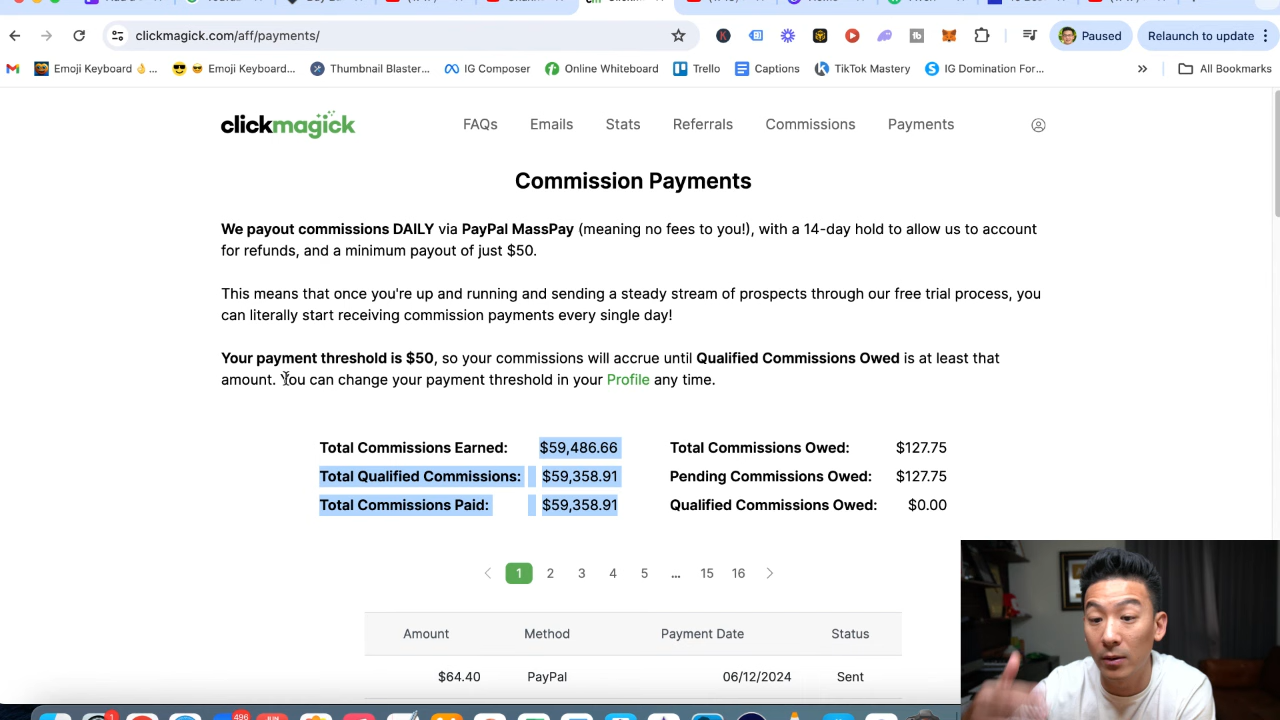 clickmagick.com/aff/payments/
Paused
Relaunch to update
Emoji Keyboard 👌 ...
Emoji Keyboard...
Thumbnail Blaster...
IG Composer
Online Whiteboard
Trello
Captions
TikTok Mastery
IG Domination For...
All Bookmarks
clickmagick
FAQs
Emails
Stats
Referrals
Commissions
Payments
Commission Payments
We payout commissions DAILY via PayPal MassPay (meaning no fees to you!), with a 14-day hold to allow us to account
for refunds, and a minimum payout of just $50.
This means that once you're up and running and sending a steady stream of prospects through our free trial process, you
can literally start receiving commission payments every single day!
Your payment threshold is $50, so your commissions will accrue until Qualified Commissions Owed is at least that
amount. You can change your payment threshold in your Profile any time.
Total Commissions Earned: $59,486.66
Total Commissions Owed: $127.75
Total Qualified Commissions: $59,358.91
Pending Commissions Owed: $127.75
Total Commissions Paid: $59,358.91
Qualified Commissions Owed: $0.00
1 2 3 4 5 ... 15 16
Amount Method Payment Date Status
$64.40 PayPal 06/12/2024 Sent
496